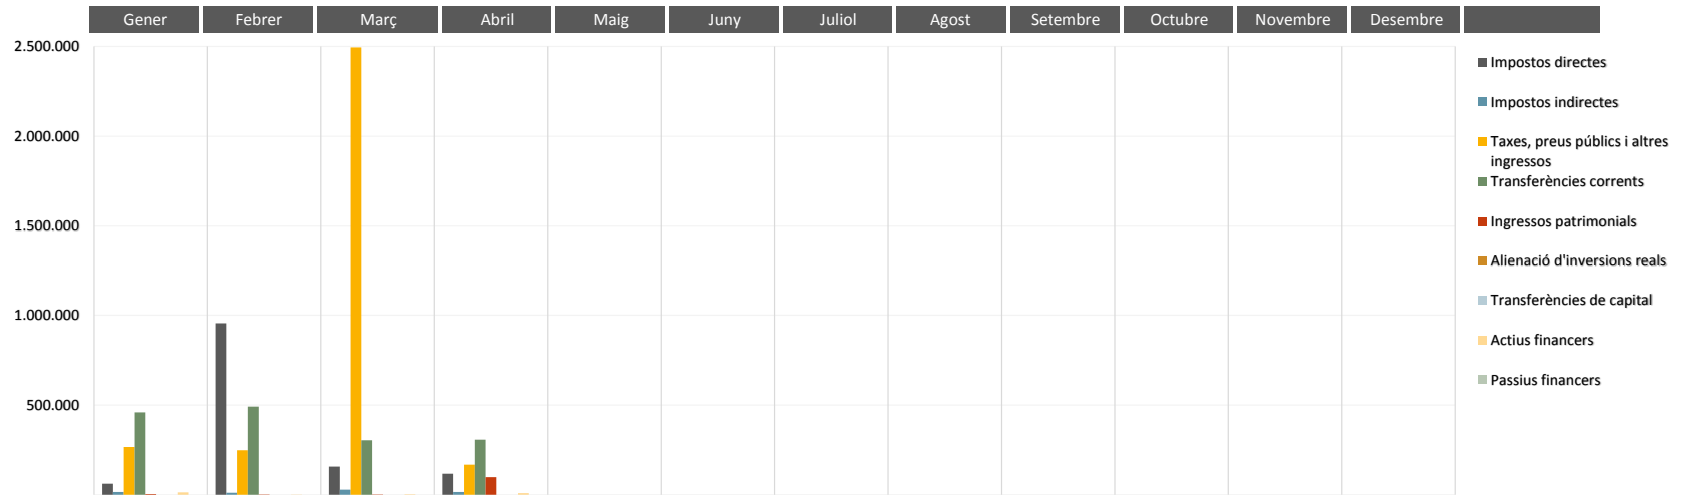 Gener Febrer Març Abril Maig Juny Juliol Agost Setembre Octubre Novembre Desembre
2.500.000
2.000.000
1.500.000
1.000.000
500.000
Impostos directes
Impostos indirectes
Taxes, preus públics i altres
ingressos
Transferències corrents
Ingressos patrimonials
Alienació d'inversions reals
Transferències de capital
Actius financers
Passius financers